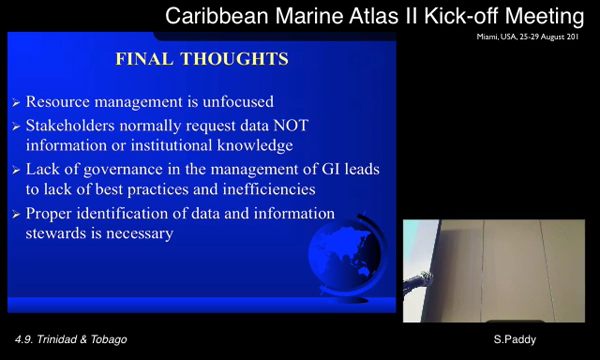 Caribbean Marine Atlas II Kick-off Meeting
Miami, USA, 25-29 August 201
FINAL THOUGHTS
➢ Resource management is unfocused
➢ Stakeholders normally request data NOT
information or institutional knowledge
➢ Lack of governance in the management of GI leads
to lack of best practices and inefficiencies
➢ Proper identification of data and information
stewards is necessary
4.9. Trinidad & Tobago
S.Paddy